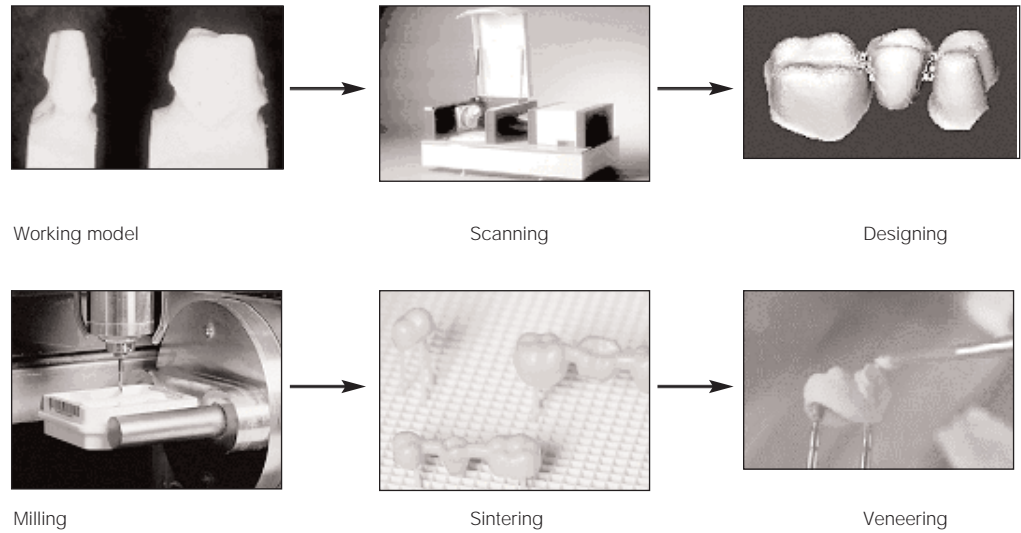 Working model
Scanning
Designing
Milling
Sintering
Veneering